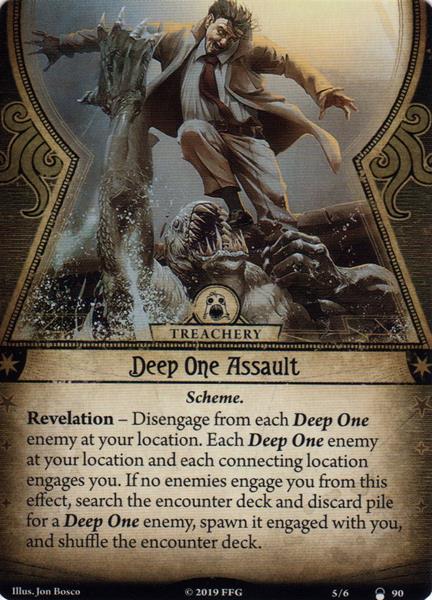 TREACHERY
Deep One Assault
Scheme.
Revelation – Disengage from each Deep One
enemy at your location. Each Deep One enemy
at your location and each connecting location
engages you. If no enemies engage you from this
effect, search the encounter deck and discard pile
for a Deep One enemy, spawn it engaged with you,
and shuffle the encounter deck.
Illus. Jon Bosco © 2019 FFG 5/6 90